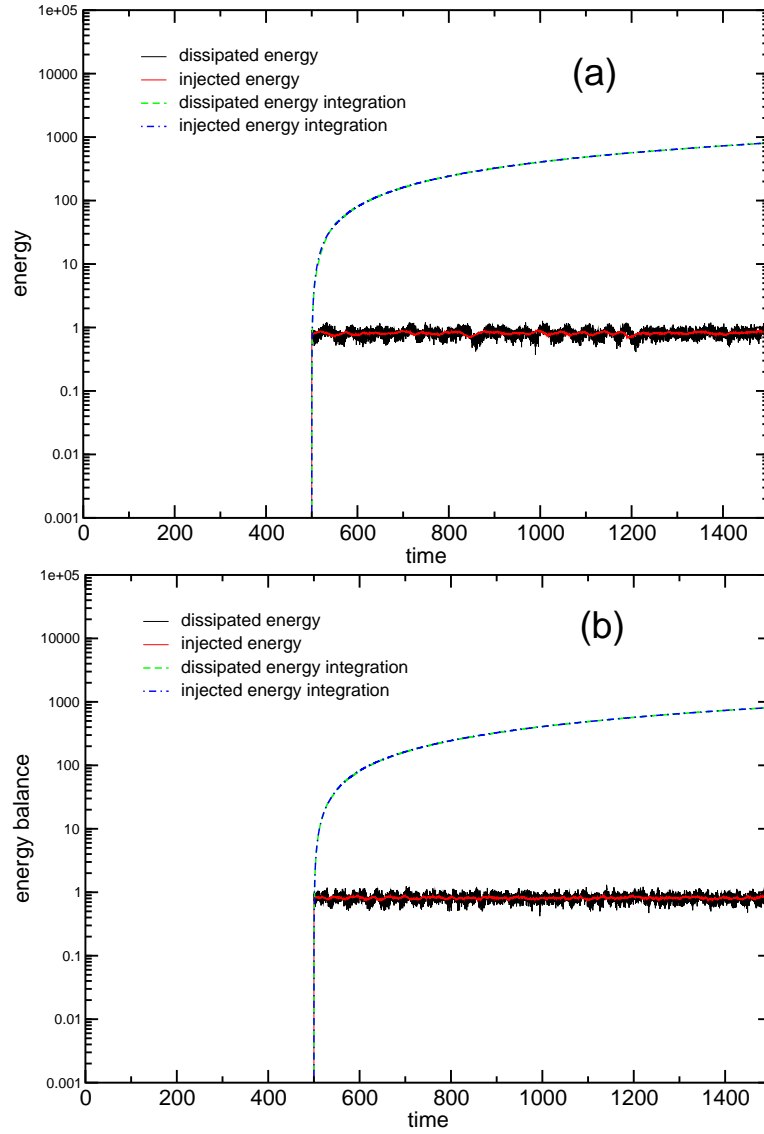 1e+05
10000
1000
100
10
1
0.1
0.01
0.001
energy
dissipated energy
injected energy
dissipated energy integration
injected energy integration
(a)
0 200 400 600 800 1000 1200 1400
time
1e+05
10000
1000
100
10
1
0.1
0.01
0.001
energy balance
dissipated energy
injected energy
dissipated energy integration
injected energy integration
(b)
0 200 400 600 800 1000 1200 1400
time